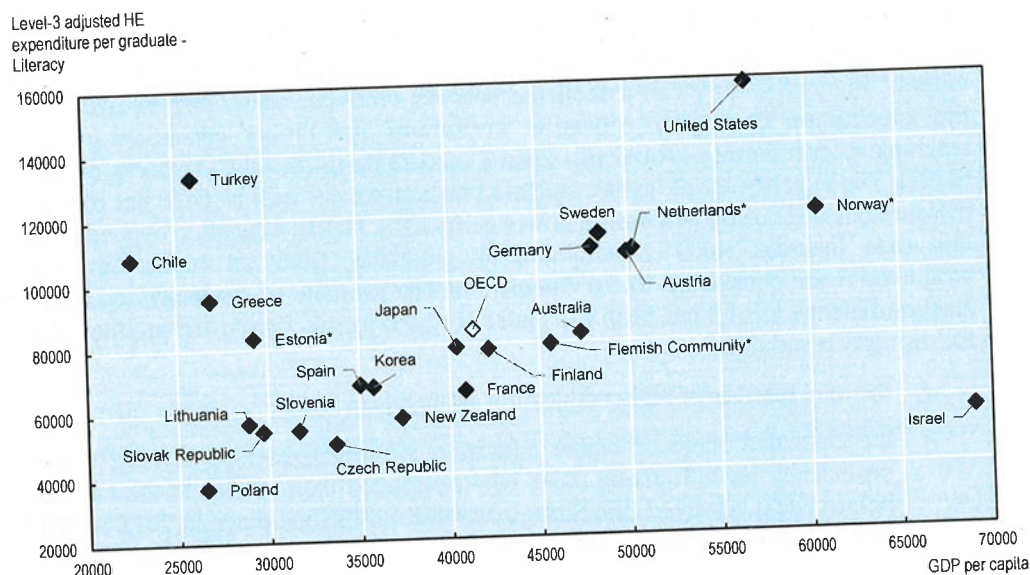 Level-3 adjusted HE
expenditure per graduate -
Literacy
160000
United States
140000
Turkey
Sweden
Netherlands*
Norway*
120000
Germany
Chile
OECD
Austria
100000
Greece
Japan
Australia
Estonia*
80000
Flemish Community*
Korea
Finland
Spain
France
Lithuania
Slovenia
New Zealand
Israel
60000
Slovak Republic
Czech Republic
40000
Poland
20000
20000
25000
30000
35000
40000
45000
50000
55000
60000
65000
70000
GDP per capita